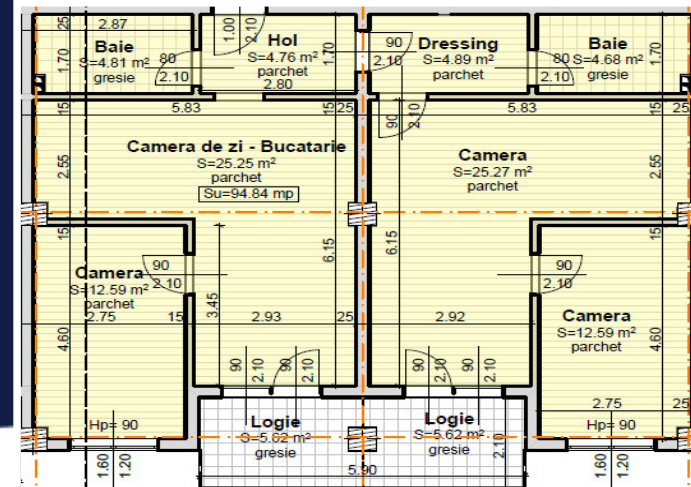 25
2.87
1.00
2.10
Baie
S=4.81 m²
gresie
1.70
80
2.10
Hol
S=4.76 m²
parchet
2.80
1.70
90
2.10
Dressing
S=4.89 m²
parchet
80
2.10
Baie
S=4.68 m²
gresie
1.70
15
5.83
15 25
90
2.10
5.83
15
25
2.55
Camera de zi - Bucatarie
S=25.25 m²
parchet
Su=94.84 mp
Camera
S=25.27 m²
parchet
2.55
15
6.15
6.15
15
Camera
S=12.59 m²
parchet
90
2.10
3.45
90
2.10
Camera
S=12.59 m²
parchet
2.75
15
2.93
25
2.92
4.60
4.60
90
2.10
90
2.10
90
2.10
90
2.10
2.75
25
Hp= 90
Logie
S=5.62 m²
gresie
Logie
S=5.62 m²
gresie
2.10
Hp= 90
1.60
1.20
5.90
1.60
1.20